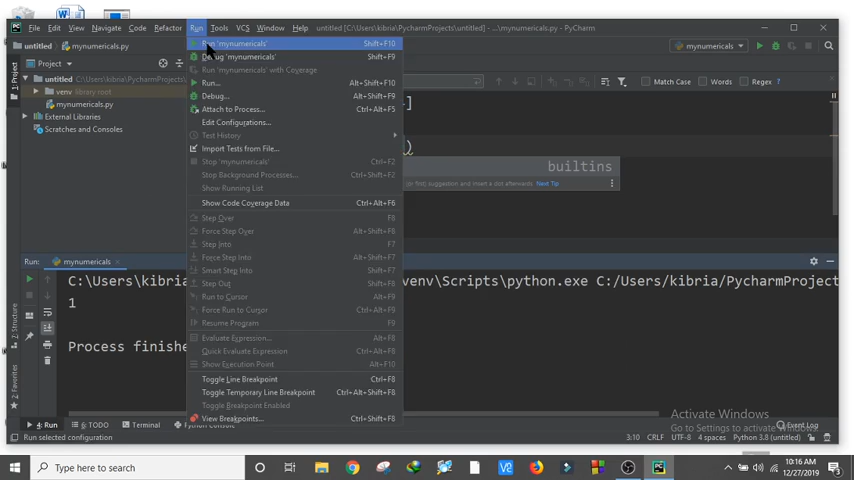 File Edit View Navigate Code Refactor Run Tools VCS Window Help untitled [C:\Users\kibria\PycharmProjects\untitled] - ...\mynumericals.py - PyCharm
untitled mynumericals.py mynumericals
Project
Match Case Words Regex
untitled
venv library root
mynumericals.py
External Libraries
Scratches and Consoles
1: Project
Run 'mynumericals' Shift+F10
Debug 'mynumericals' Shift+F9
Run 'mynumericals' with Coverage
Run... Alt+Shift+F10
Debug... Alt+Shift+F9
Attach to Process... Ctrl+Alt+F5
Edit Configurations...
Test History
Import Tests from File...
Stop 'mynumericals' Ctrl+F2
Stop Background Processes... Ctrl+Shift+F2
Show Running List
Show Code Coverage Data Ctrl+Alt+F6
Step Over F8
Force Step Over Alt+Shift+F8
Step Into F7
Force Step Into Alt+Shift+F7
Smart Step Into Shift+F7
Step Out Shift+F8
Run to Cursor Alt+F9
Force Run to Cursor Ctrl+Alt+F9
Resume Program F9
Evaluate Expression... Alt+F8
Quick Evaluate Expression Ctrl+Alt+F8
Show Execution Point Alt+F10
Toggle Line Breakpoint Ctrl+F8
Toggle Temporary Line Breakpoint Ctrl+Alt+Shift+F8
Toggle Breakpoint Enabled
View Breakpoints... Ctrl+Shift+F8
]
)
builtins
suggestion and insert a dot afterwards Next Tip
Run: mynumericals
C:\Users\kibria venv\Scripts\python.exe C:/Users/kibria/PycharmProject
1
Process finishe
7: Structure
2: Favorites
Activate Windows
Go to Settings to activate Windows.
4: Run 6: TODO Terminal Python Console Event Log
Run selected configuration 3:10 CRLF UTF-8 4 spaces Python 3.8 (untitled)
Type here to search
10:16 AM
12/27/2019